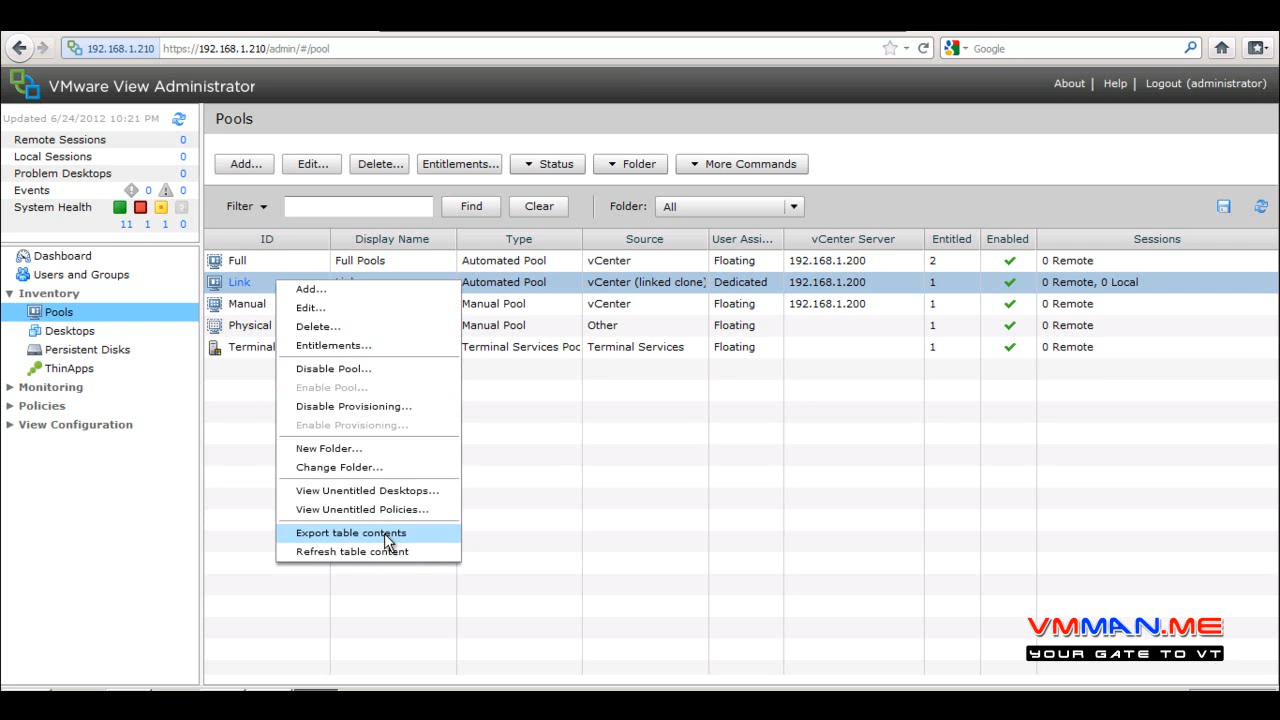 192.168.1.210 https://192.168.1.210/admin/#/pool Google
VMware View Administrator About | Help | Logout (administrator)
Updated 6/24/2012 10:21 PM
Remote Sessions 0
Local Sessions 0
Problem Desktops 0
Events 0 0
System Health
11 1 1 0
Dashboard
Users and Groups
Inventory
Pools
Desktops
Persistent Disks
ThinApps
Monitoring
Policies
View Configuration
Pools
Add... Edit... Delete... Entitlements... Status Folder More Commands
Filter Find Clear Folder: All
ID Display Name Type Source User Assi... vCenter Server Entitled Enabled Sessions
Full Full Pools Automated Pool vCenter Floating 192.168.1.200 2 0 Remote
Link Automated Pool vCenter (linked clone) Dedicated 192.168.1.200 1 0 Remote, 0 Local
Manual Manual Pool vCenter Floating 192.168.1.200 1 0 Remote
Physical Manual Pool Other Floating 1 0 Remote
Terminal Terminal Services Poo Terminal Services Floating 1 0 Remote
Add...
Edit...
Delete...
Entitlements...
Disable Pool...
Enable Pool...
Disable Provisioning...
Enable Provisioning...
New Folder...
Change Folder...
View Unentitled Desktops...
View Unentitled Policies...
Export table contents
Refresh table content
VMMAN.ME
YOUR GATE TO VT